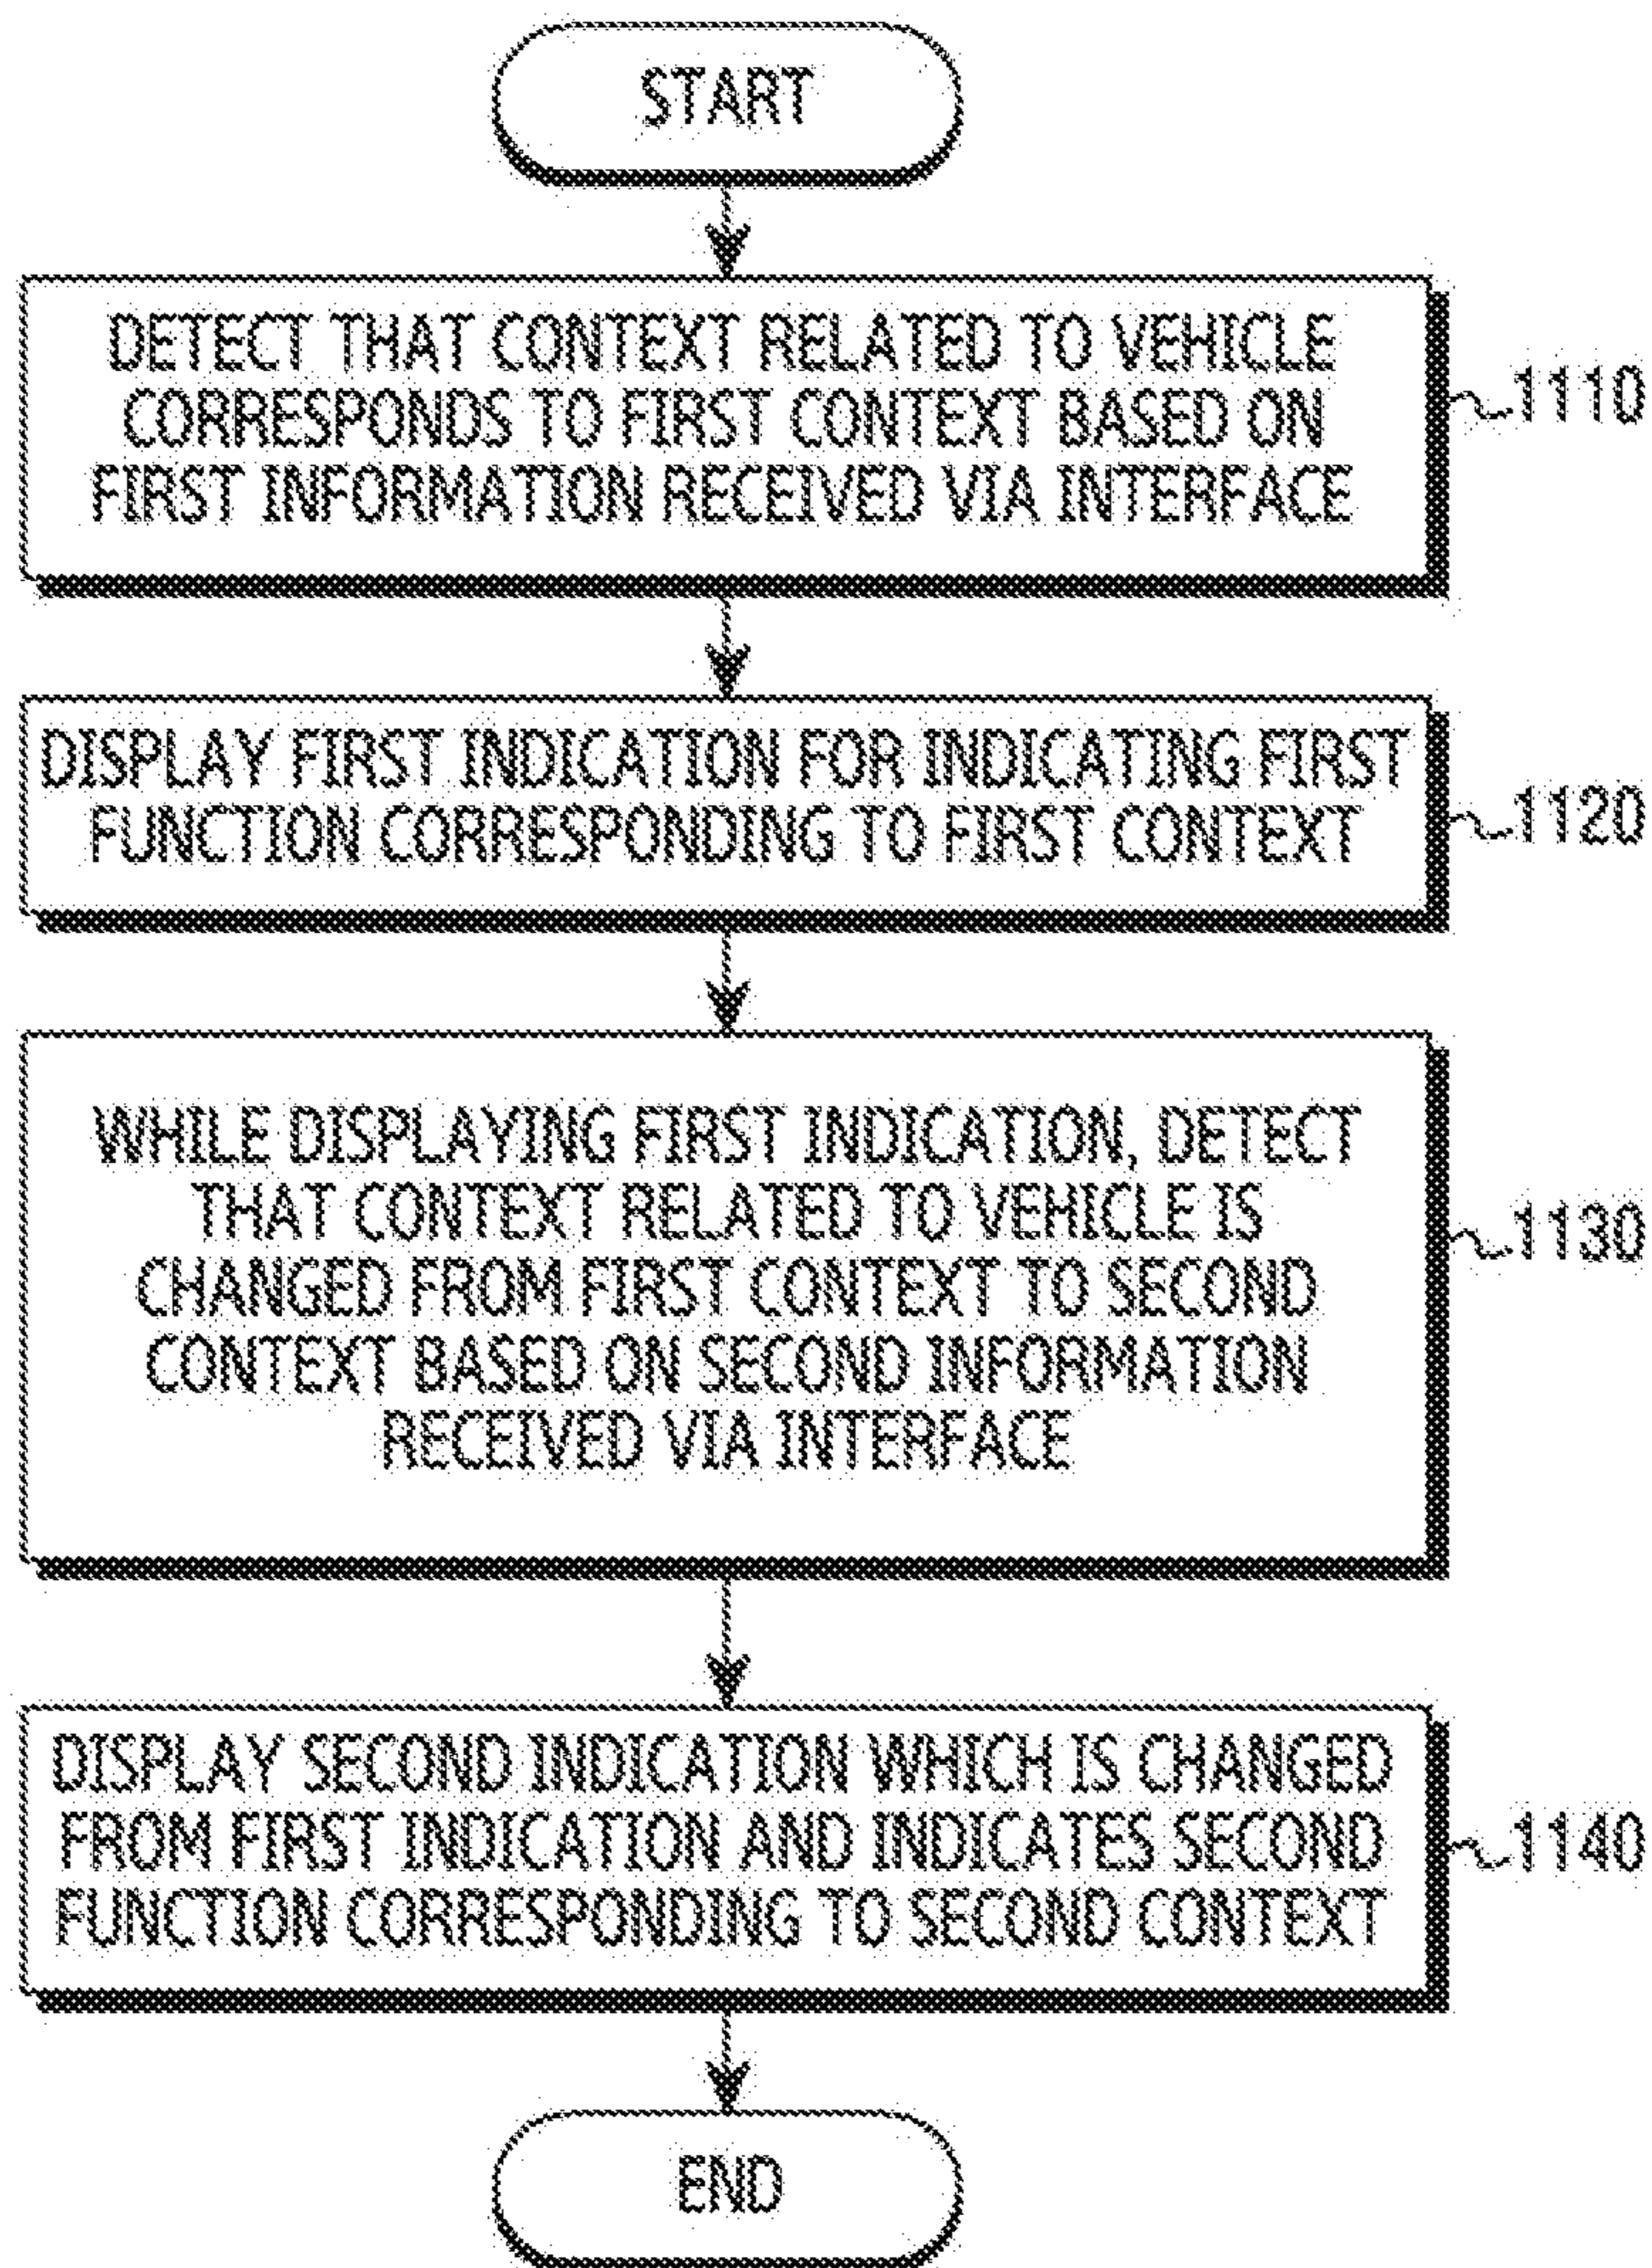 START
DETECT THAT CONTEXT RELATED TO VEHICLE
CORRESPONDS TO FIRST CONTEXT BASED ON
FIRST INFORMATION RECEIVED VIA INTERFACE
1110
DISPLAY FIRST INDICATION FOR INDICATING FIRST
FUNCTION CORRESPONDING TO FIRST CONTEXT
1120
WHILE DISPLAYING FIRST INDICATION, DETECT
THAT CONTEXT RELATED TO VEHICLE IS
CHANGED FROM FIRST CONTEXT TO SECOND
CONTEXT BASED ON SECOND INFORMATION
RECEIVED VIA INTERFACE
1130
DISPLAY SECOND INDICATION WHICH IS CHANGED
FROM FIRST INDICATION AND INDICATES SECOND
FUNCTION CORRESPONDING TO SECOND CONTEXT
1140
END